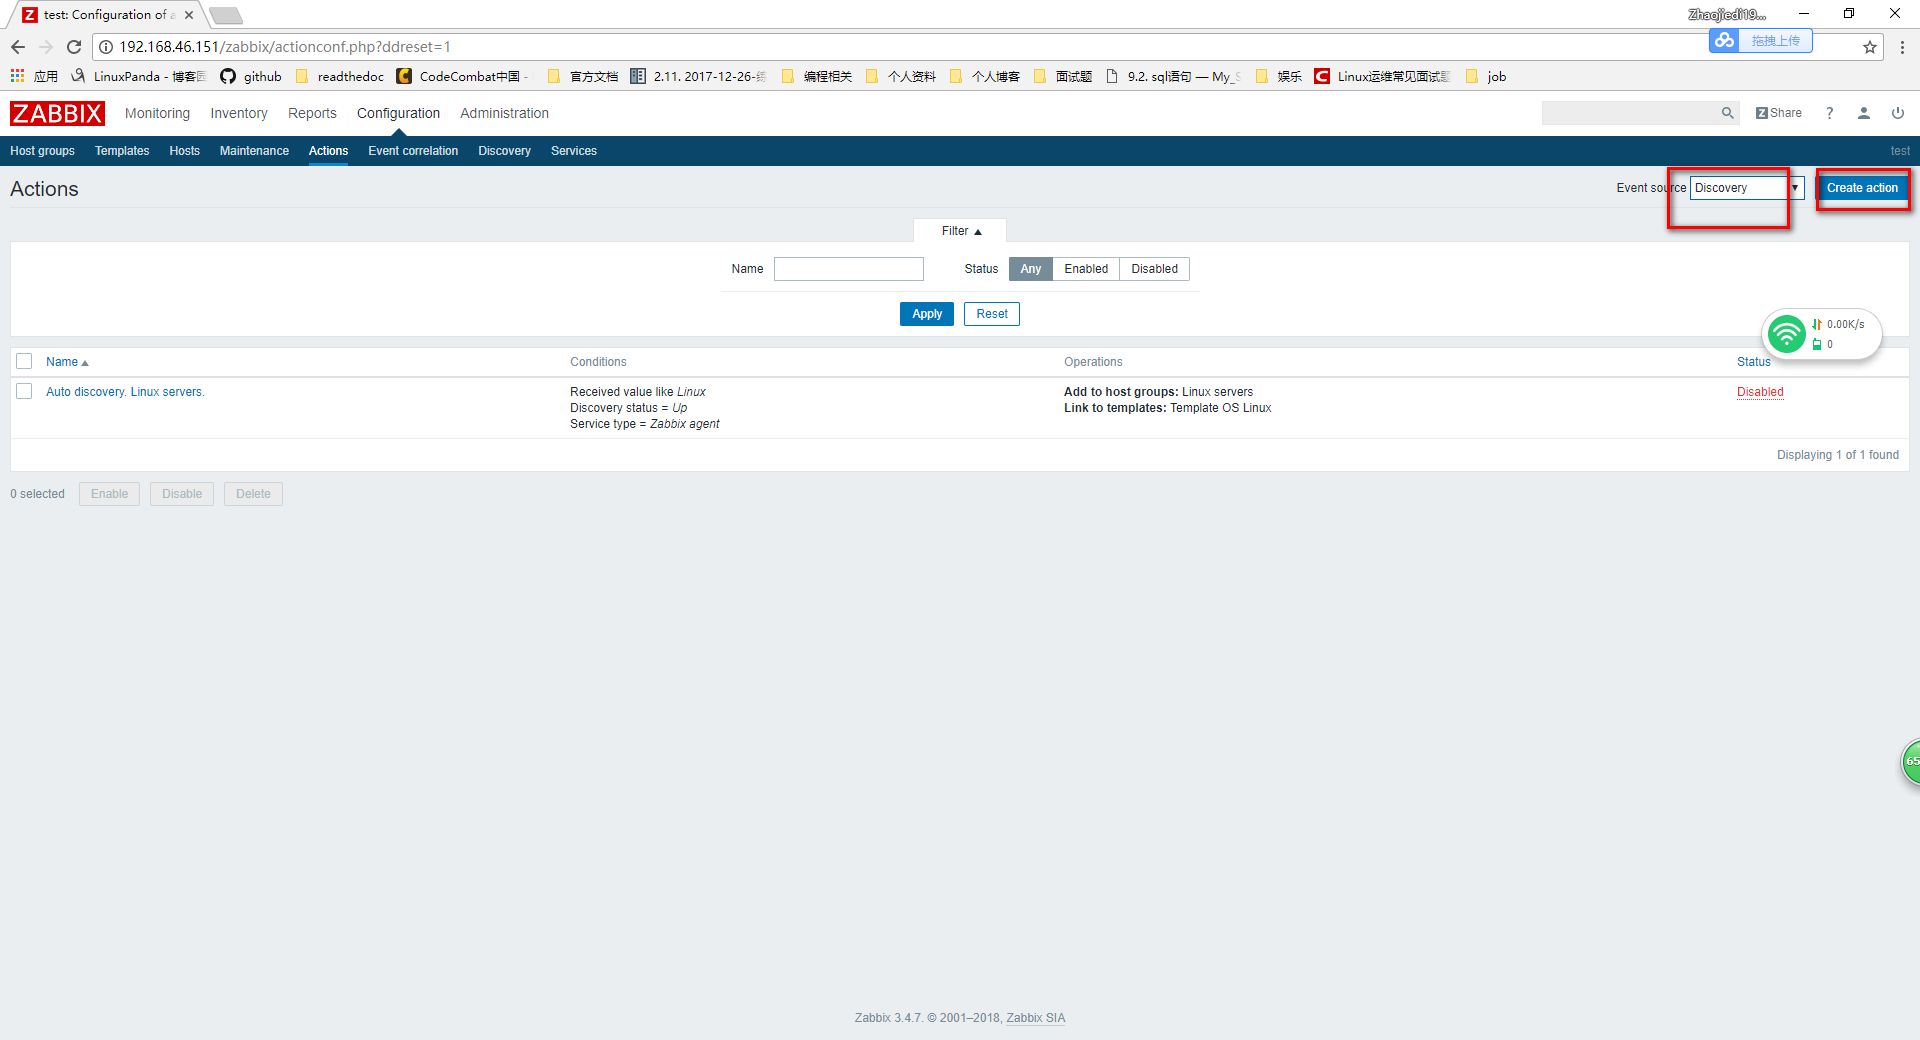 test: Configuration of a
Zhaojiedi19...
192.168.46.151/zabbix/actionconf.php?ddreset=1
拖拽上传
应用 LinuxPanda - 博客园 github readthedoc CodeCombat中国 - 官方文档 2.11. 2017-12-26- 编程相关 个人资料 个人博客 面试题 9.2. sql语句 — My_S 娱乐 Linux运维常见面试题 job
ZABBIX Monitoring Inventory Reports Configuration Administration Share ?
Host groups Templates Hosts Maintenance Actions Event correlation Discovery Services test
Actions Event source Discovery Create action
Filter
Name Status Any Enabled Disabled
Apply Reset
0.00K/s
0
Name Conditions Operations Status
Auto discovery. Linux servers. Received value like Linux Add to host groups: Linux servers Disabled
Discovery status = Up Link to templates: Template OS Linux
Service type = Zabbix agent
Displaying 1 of 1 found
0 selected Enable Disable Delete
65
Zabbix 3.4.7. © 2001–2018, Zabbix SIA